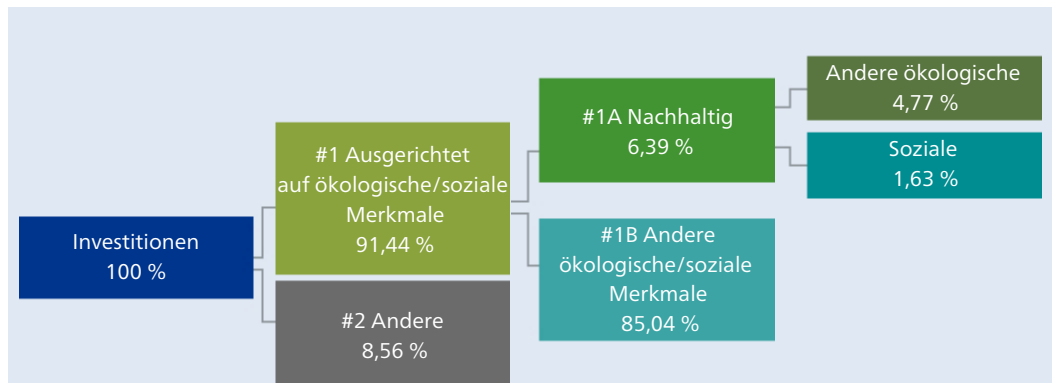 Investitionen
100 %
#1 Ausgerichtet
auf ökologische/soziale
Merkmale
91,44 %
#2 Andere
8,56 %
#1A Nachhaltig
6,39 %
#1B Andere
ökologische/soziale
Merkmale
85,04 %
Andere ökologische
4,77 %
Soziale
1,63 %